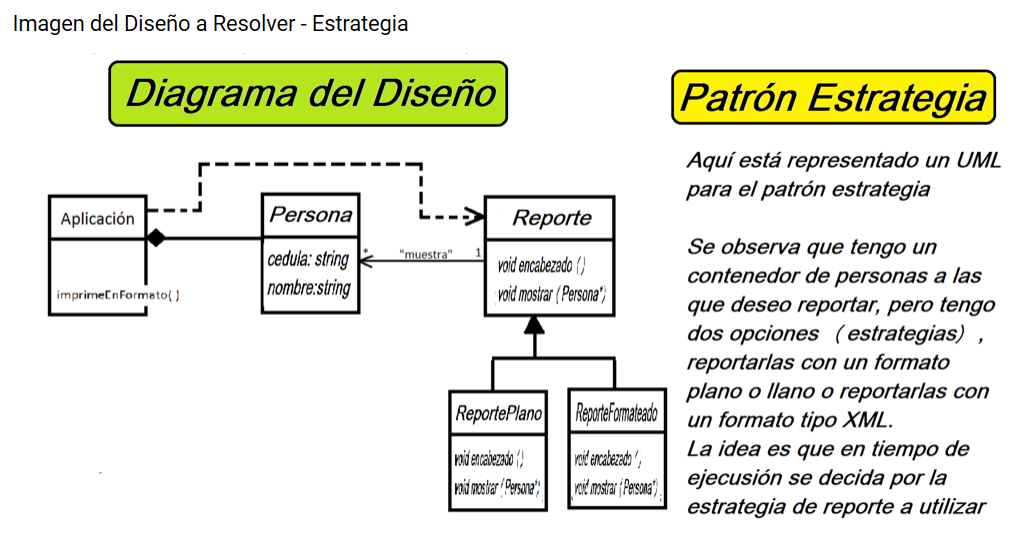 Imagen del Diseño a Resolver - Estrategia
Diagrama del Diseño
Aplicación
imprimeEnFormato( )
Persona
cedula: string
nombre:string
*
"muestra"
1
Reporte
void encabezado ()
void mostrar ( Persona*)
ReportePlano
void encabezado ()
void mostrar (Persona*)
ReporteFormateado
void encabezado (,
void mostrar (Persona*)
Patrón Estrategia
Aquí está representado un UML
para el patrón estrategia
Se observa que tengo un
contenedor de personas a las
que deseo reportar, pero tengo
dos opciones ( estrategias) ,
reportarlas con un formato
plano o llano o reportarlas con
un formato tipo XML.
La idea es que en tiempo de
ejecusión se decida por la
estrategia de reporte a utilizar